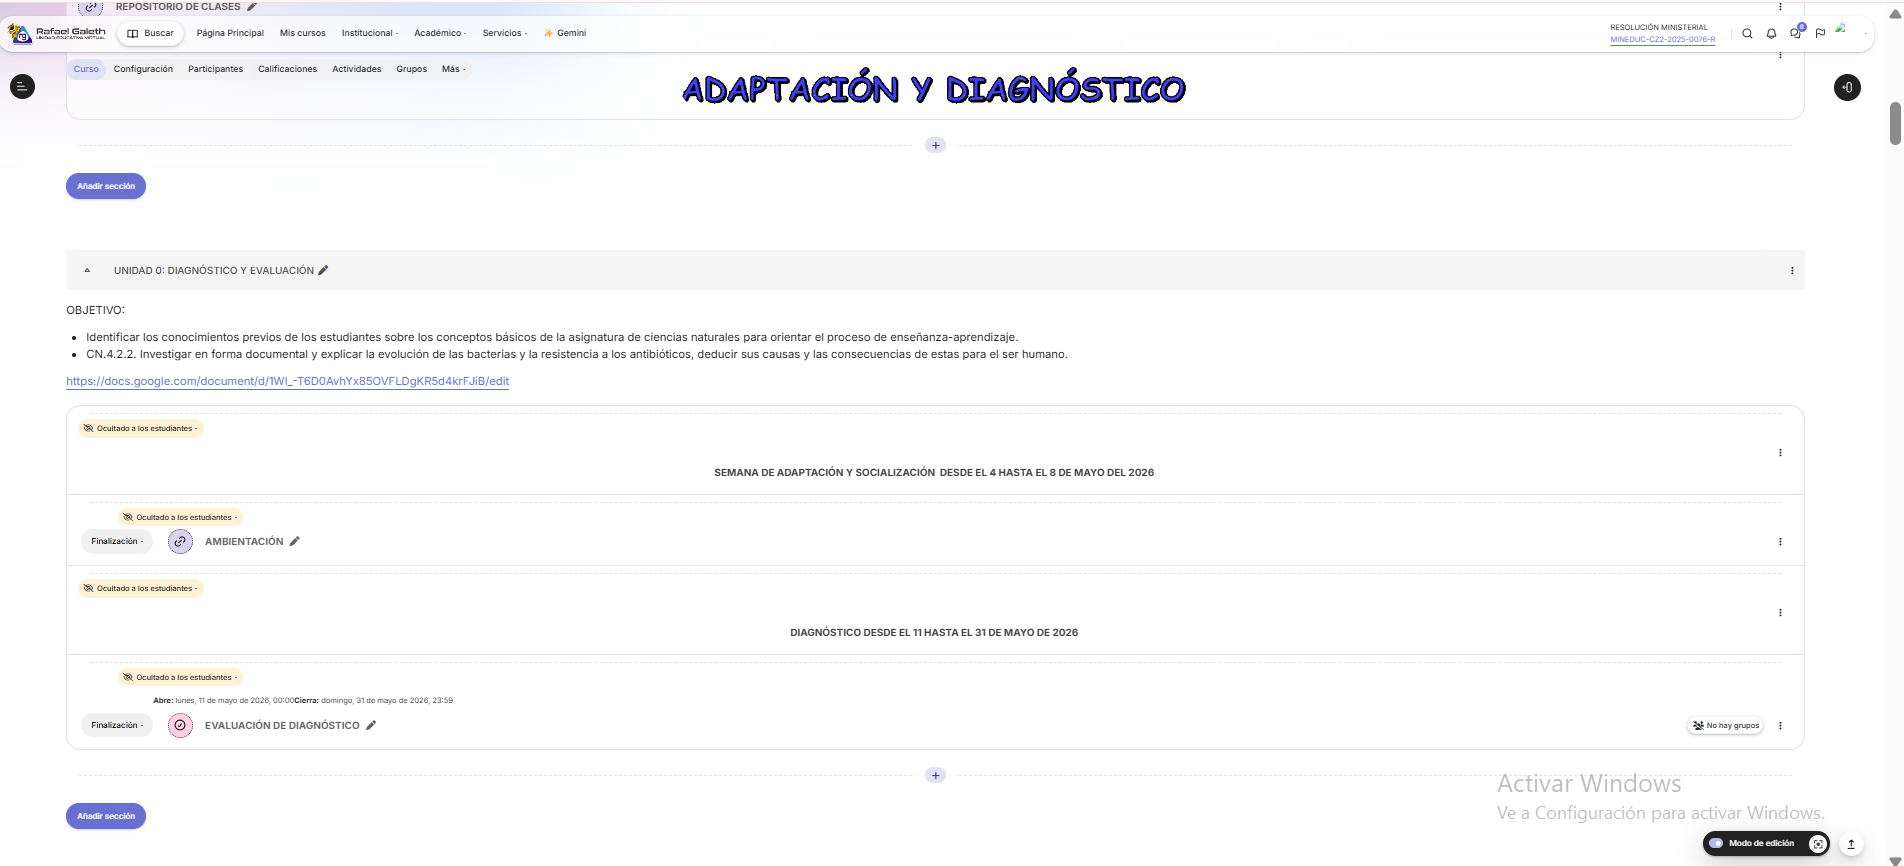 REPOSITORIO DE CLASES
Rafael Galeth
UNIDAD EDUCATIVA VIRTUAL
Buscar
Página Principal
Mis cursos
Institucional
Académico
Servicios
Gemini
RESOLUCIÓN MINISTERIAL
MINEDUC-CZ2-2025-0076-R
8
Curso
Configuración
Participantes
Calificaciones
Actividades
Grupos
Más
ADAPTACIÓN Y DIAGNÓSTICO
Añadir sección
UNIDAD 0: DIAGNÓSTICO Y EVALUACIÓN
OBJETIVO:
• Identificar los conocimientos previos de los estudiantes sobre los conceptos básicos de la asignatura de ciencias naturales para orientar el proceso de enseñanza-aprendizaje.
• CN.4.2.2. Investigar en forma documental y explicar la evolución de las bacterias y la resistencia a los antibióticos, deducir sus causas y las consecuencias de estas para el ser humano.
https://docs.google.com/document/d/1WI_-T6D0AvhYx85OVFLDgKR5d4krFJiB/edit
Ocultado a los estudiantes
SEMANA DE ADAPTACIÓN Y SOCIALIZACIÓN DESDE EL 4 HASTA EL 8 DE MAYO DEL 2026
Ocultado a los estudiantes
Finalización
AMBIENTACIÓN
Ocultado a los estudiantes
DIAGNÓSTICO DESDE EL 11 HASTA EL 31 DE MAYO DE 2026
Ocultado a los estudiantes
Abre: lunes, 11 de mayo de 2026, 00:00Cierra: domingo, 31 de mayo de 2026, 23:59
Finalización
EVALUACIÓN DE DIAGNÓSTICO
No hay grupos
Añadir sección
Activar Windows
Ve a Configuración para activar Windows.
Modo de edición